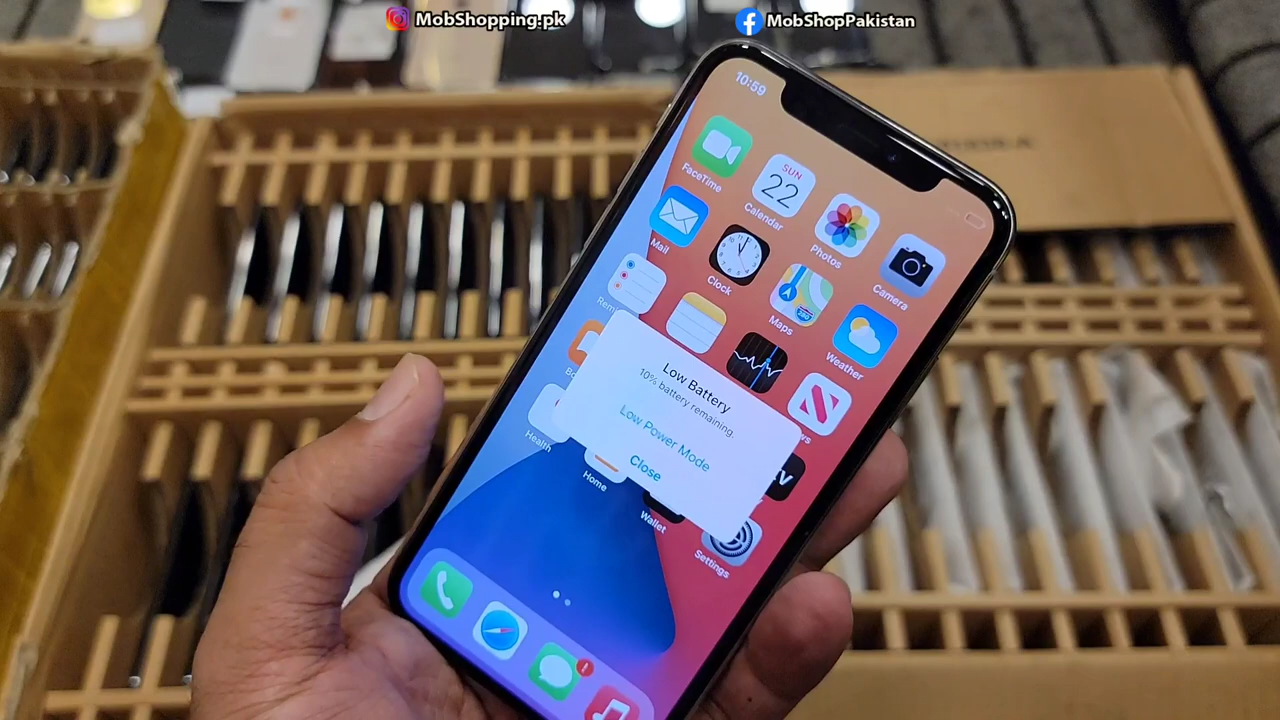 MobShopping.pk
MobShopPakistan
10:59
FaceTime
SUN
22
Calendar
Photos
Camera
Mail
Clock
Maps
280
Weather
Low Battery
10% battery remaining.
Low Power Mode
Close
Health
Home
Wallet
Settings